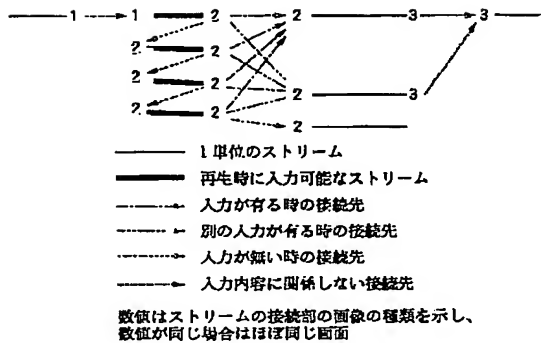 1 1 2 2 3 3
2 2
2 2 2 3
2 2 2
1単位のストリーム
再生時に入力可能なストリーム
入力が有る時の接続先
別の入力が有る時の接続先
入力が無い時の接続先
入力内容に関係しない接続先
数値はストリームの接続部の画像の種類を示し、
数値が同じ場合はほぼ同じ画面